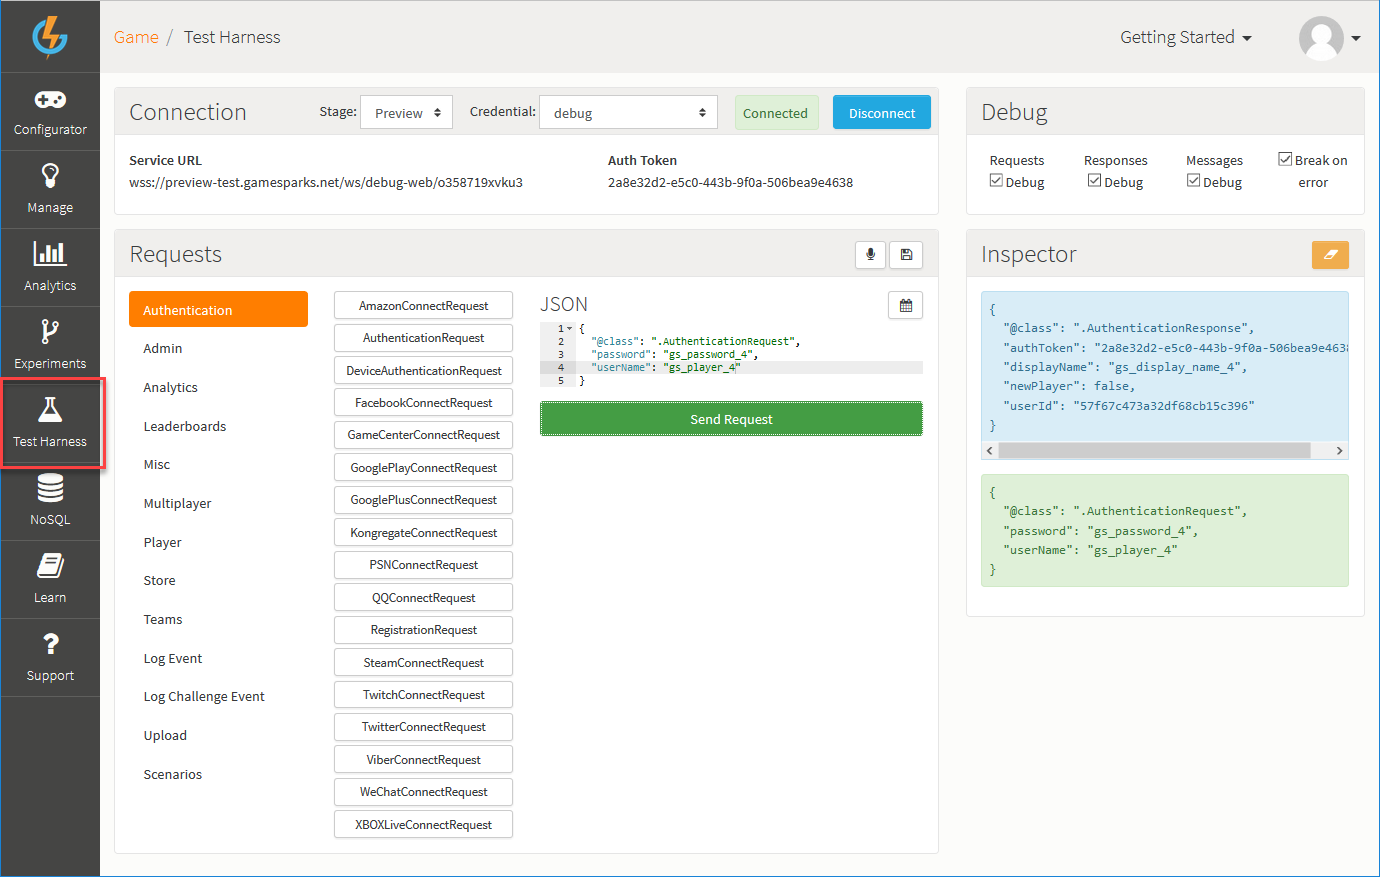 Game / Test Harness
Getting Started
Configurator
Manage
Analytics
Experiments
Test Harness
NoSQL
Learn
Support
Connection
Stage: Preview
Credential: debug
Connected
Disconnect
Service URL
wss://preview-test.gamesparks.net/ws/debug-web/o358719xvku3
Auth Token
2a8e32d2-e5c0-443b-9f0a-506bea9e4638
Debug
Requests
Debug
Responses
Debug
Messages
Debug
Break on
error
Requests
Authentication
Admin
Analytics
Leaderboards
Misc
Multiplayer
Player
Store
Teams
Log Event
Log Challenge Event
Upload
Scenarios
AmazonConnectRequest
AuthenticationRequest
DeviceAuthenticationRequest
FacebookConnectRequest
GameCenterConnectRequest
GooglePlayConnectRequest
GooglePlusConnectRequest
KongregateConnectRequest
PSNConnectRequest
QQConnectRequest
RegistrationRequest
SteamConnectRequest
TwitchConnectRequest
TwitterConnectRequest
ViberConnectRequest
WeChatConnectRequest
XBOXLiveConnectRequest
JSON
1 {
2 "@class": ".AuthenticationRequest",
3 "password": "gs_password_4",
4 "userName": "gs_player_4"
5 }
Send Request
Inspector
{
"@class": ".AuthenticationResponse",
"authToken": "2a8e32d2-e5c0-443b-9f0a-506bea9e4638
"displayName": "gs_display_name_4",
"newPlayer": false,
"userId": "57f67c473a32df68cb15c396"
}
{
"@class": ".AuthenticationRequest",
"password": "gs_password_4",
"userName": "gs_player_4"
}